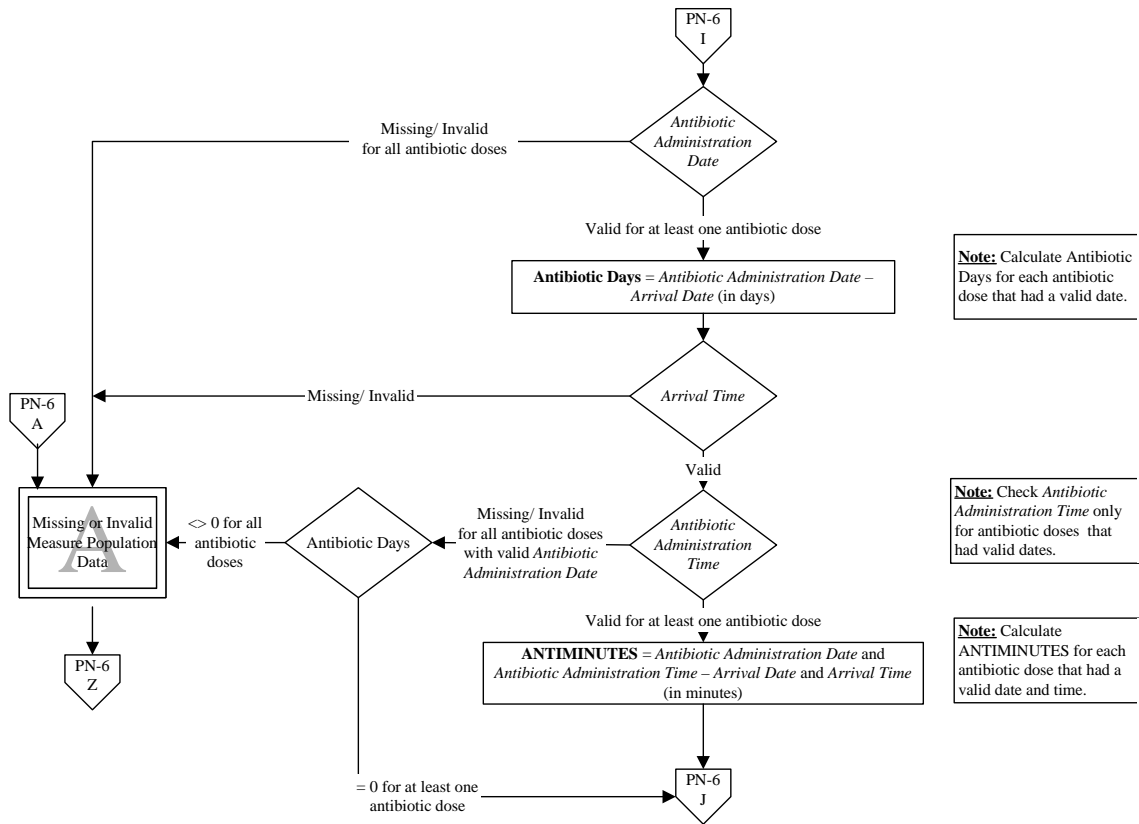 PN-6
I
Antibiotic
Administration
Date
Missing/ Invalid
for all antibiotic doses
Valid for at least one antibiotic dose
Antibiotic Days = Antibiotic Administration Date –
Arrival Date (in days)
Note: Calculate Antibiotic
Days for each antibiotic
dose that had a valid date.
Arrival Time
Missing/ Invalid
PN-6
A
Valid
Antibiotic
Administration
Time
Note: Check Antibiotic
Administration Time only
for antibiotic doses that
had valid dates.
Missing/ Invalid
for all antibiotic doses
with valid Antibiotic
Administration Date
Antibiotic Days
<> 0 for all
antibiotic
doses
A
Missing or Invalid
Measure Population
Data
Valid for at least one antibiotic dose
ANTIMINUTES = Antibiotic Administration Date and
Antibiotic Administration Time – Arrival Date and Arrival Time
(in minutes)
Note: Calculate
ANTIMINUTES for each
antibiotic dose that had a
valid date and time.
PN-6
Z
= 0 for at least one
antibiotic dose
PN-6
J